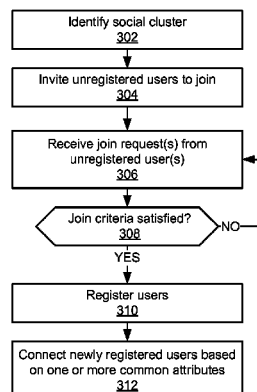 Identify social cluster
302
Invite unregistered users to join
304
Receive join request(s) from
unregistered user(s)
306
Join criteria satisfied?
308
NO
YES
Register users
310
Connect newly registered users based
on one or more common attributes
312